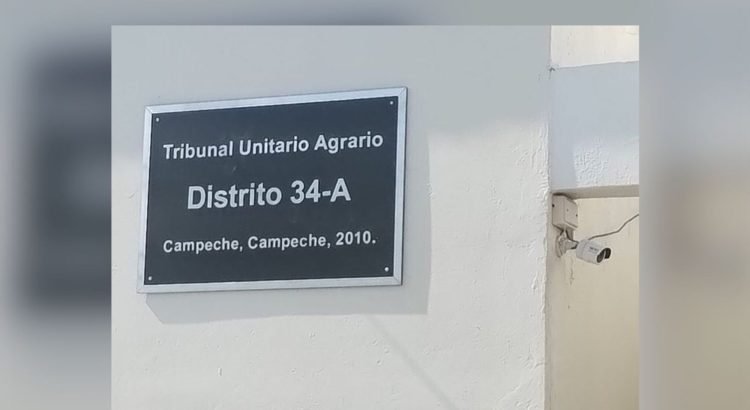 Tribunal Unitario Agrario
Distrito 34-A
Campeche, Campeche, 2010.